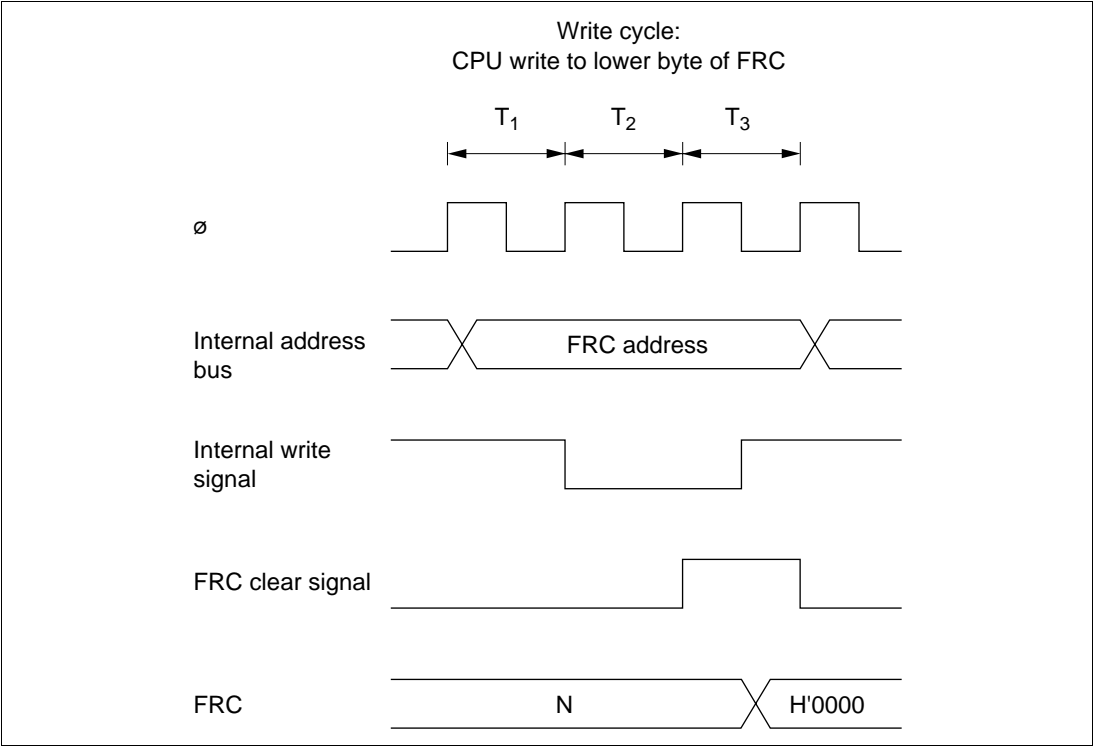 Write cycle:
CPU write to lower byte of FRC
T₁ T₂ T₃
ø
Internal address
bus
FRC address
Internal write
signal
FRC clear signal
FRC
N
H'0000